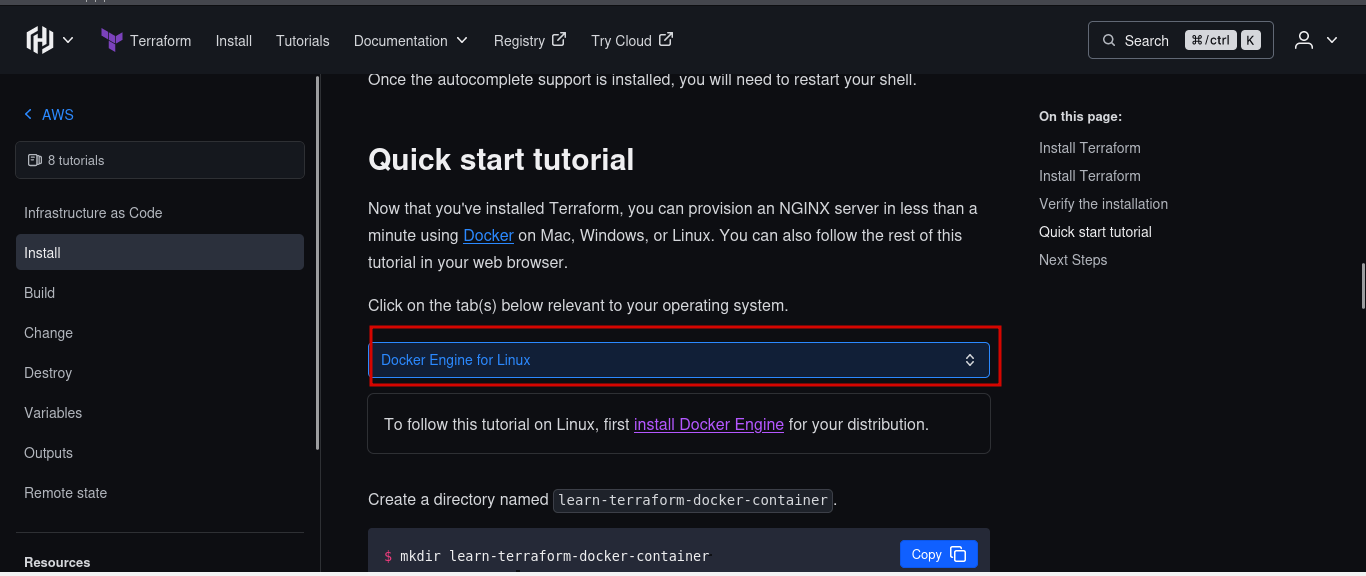 Terraform
Install
Tutorials
Documentation
Registry
Try Cloud
Search
⌘/ctrl
K
AWS
8 tutorials
Infrastructure as Code
Install
Build
Change
Destroy
Variables
Outputs
Remote state
Resources
Once the autocomplete support is installed, you will need to restart your shell.
Quick start tutorial
Now that you've installed Terraform, you can provision an NGINX server in less than a
minute using Docker on Mac, Windows, or Linux. You can also follow the rest of this
tutorial in your web browser.
Click on the tab(s) below relevant to your operating system.
Docker Engine for Linux
To follow this tutorial on Linux, first install Docker Engine for your distribution.
Create a directory named learn-terraform-docker-container.
$ mkdir learn-terraform-docker-container
Copy
On this page:
Install Terraform
Install Terraform
Verify the installation
Quick start tutorial
Next Steps